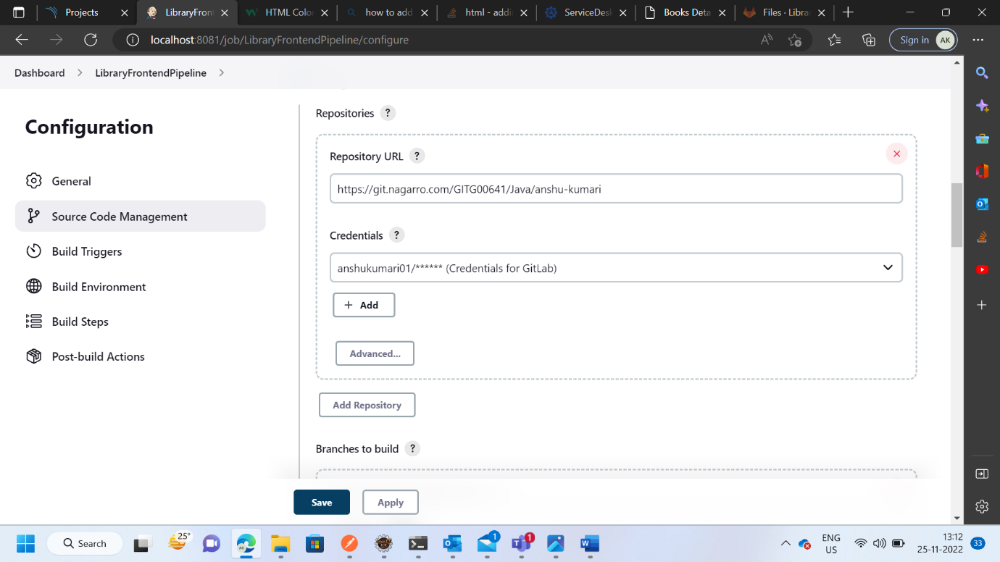 Projects
LibraryFront
HTML Color
how to add
html - addi
ServiceDesk
Books Deta
Files · Libra
localhost:8081/job/LibraryFrontendPipeline/configure
Sign in
AK
Dashboard
LibraryFrontendPipeline
Configuration
General
Source Code Management
Build Triggers
Build Environment
Build Steps
Post-build Actions
Repositories ?
Repository URL ?
https://git.nagarro.com/GITG00641/Java/anshu-kumari
Credentials ?
anshukumari01/****** (Credentials for GitLab)
+ Add
Advanced...
Add Repository
Branches to build ?
Save
Apply
Search
25°
1
1
ENG
US
13:12
25-11-2022
33